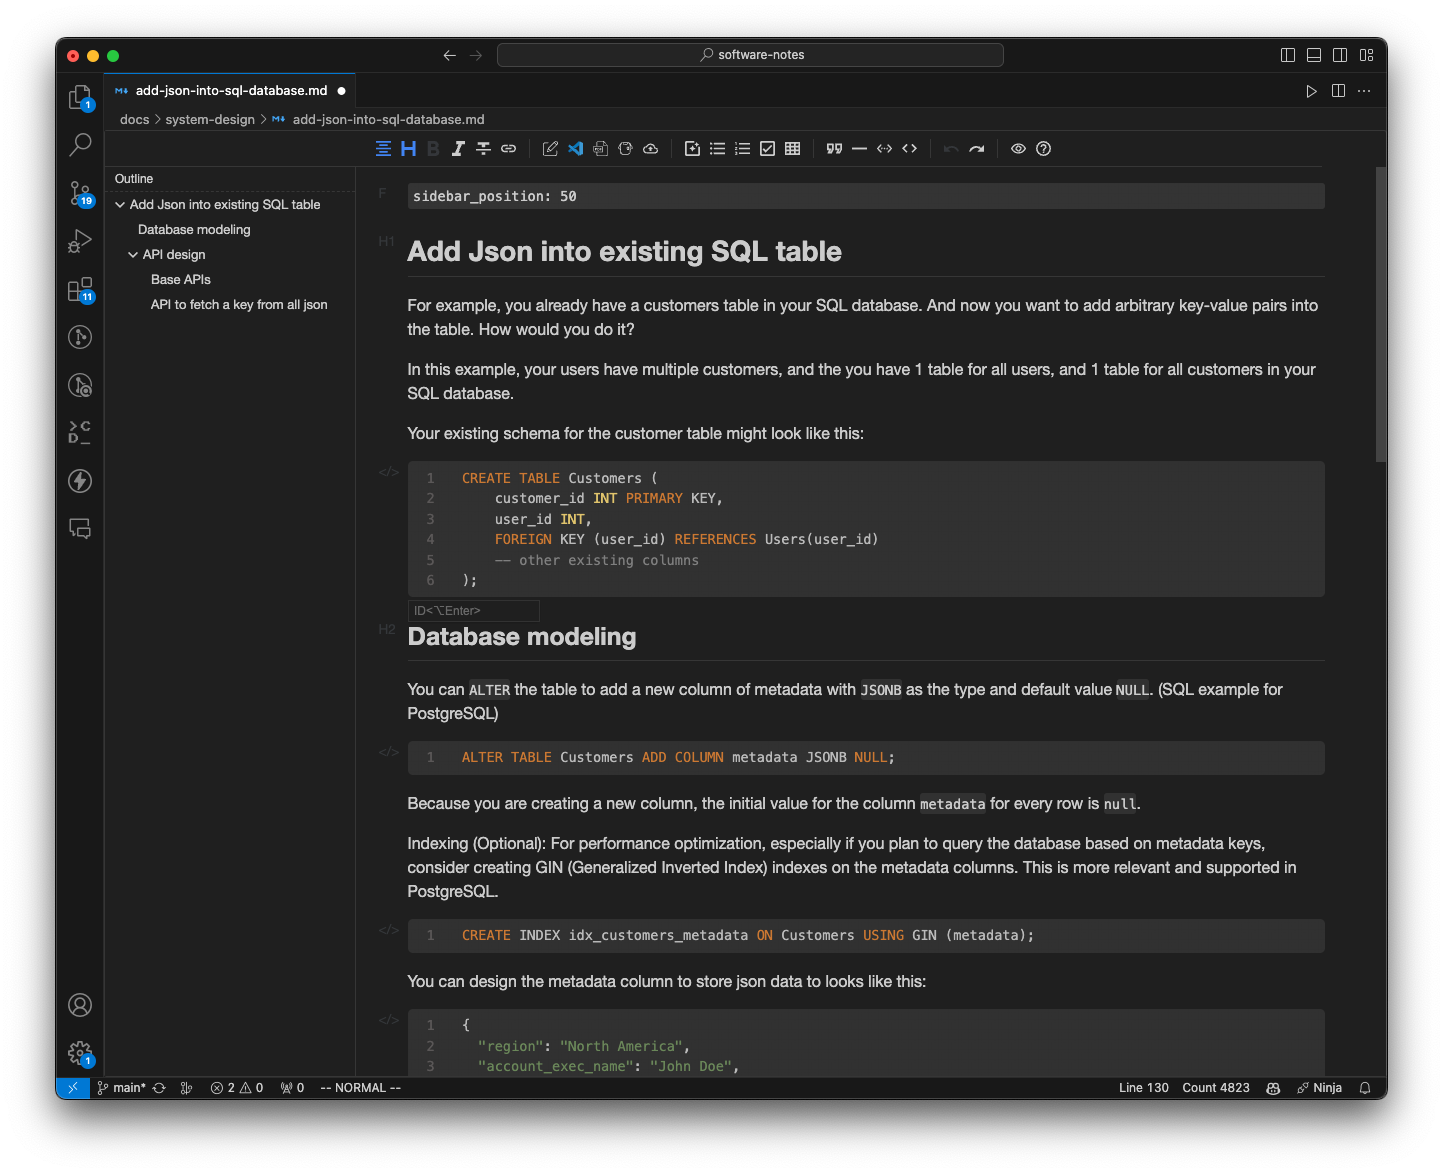 software-notes
add-json-into-sql-database.md
docs > system-design > add-json-into-sql-database.md
1
19
11
1
Outline
Add Json into existing SQL table
Database modeling
API design
Base APIs
API to fetch a key from all json
F
sidebar_position: 50
H1
Add Json into existing SQL table
For example, you already have a customers table in your SQL database. And now you want to add arbitrary key-value pairs into
the table. How would you do it?
In this example, your users have multiple customers, and the you have 1 table for all users, and 1 table for all customers in your
SQL database.
Your existing schema for the customer table might look like this:
</>
1 CREATE TABLE Customers (
2 customer_id INT PRIMARY KEY,
3 user_id INT,
4 FOREIGN KEY (user_id) REFERENCES Users(user_id)
5 -- other existing columns
6 );
ID<⌥Enter>
H2
Database modeling
You can ALTER the table to add a new column of metadata with JSONB as the type and default value NULL. (SQL example for
PostgreSQL)
</>
1 ALTER TABLE Customers ADD COLUMN metadata JSONB NULL;
Because you are creating a new column, the initial value for the column metadata for every row is null.
Indexing (Optional): For performance optimization, especially if you plan to query the database based on metadata keys,
consider creating GIN (Generalized Inverted Index) indexes on the metadata columns. This is more relevant and supported in
PostgreSQL.
</>
1 CREATE INDEX idx_customers_metadata ON Customers USING GIN (metadata);
You can design the metadata column to store json data to looks like this:
</>
1 {
2 "region": "North America",
3 "account_exec_name": "John Doe",
main* 2 0 0 -- NORMAL -- Line 130 Count 4823 Ninja